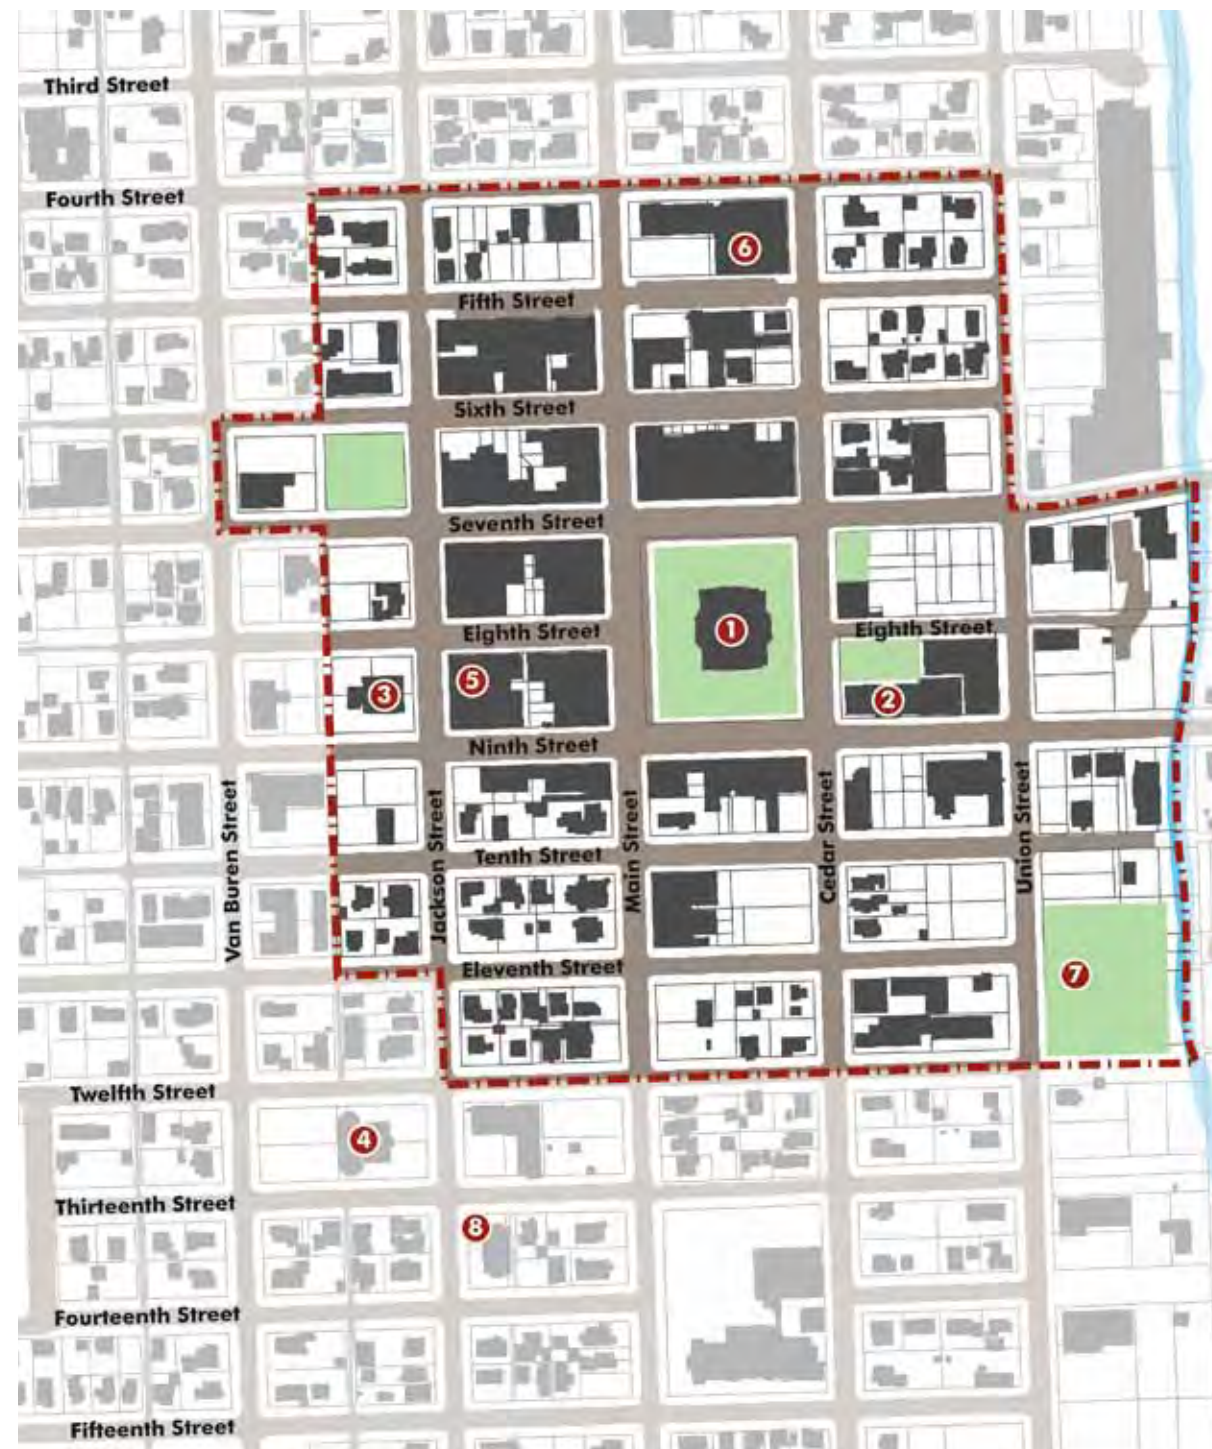 Third Street
Fourth Street
6
Fifth Street
Sixth Street
Seventh Street
1
Eighth Street
Eighth Street
3
5
2
Ninth Street
Van Buren Street
Jackson Street
Main Street
Cedar Street
Union Street
Tenth Street
Eleventh Street
7
Twelfth Street
4
Thirteenth Street
8
Fourteenth Street
Fifteenth Street